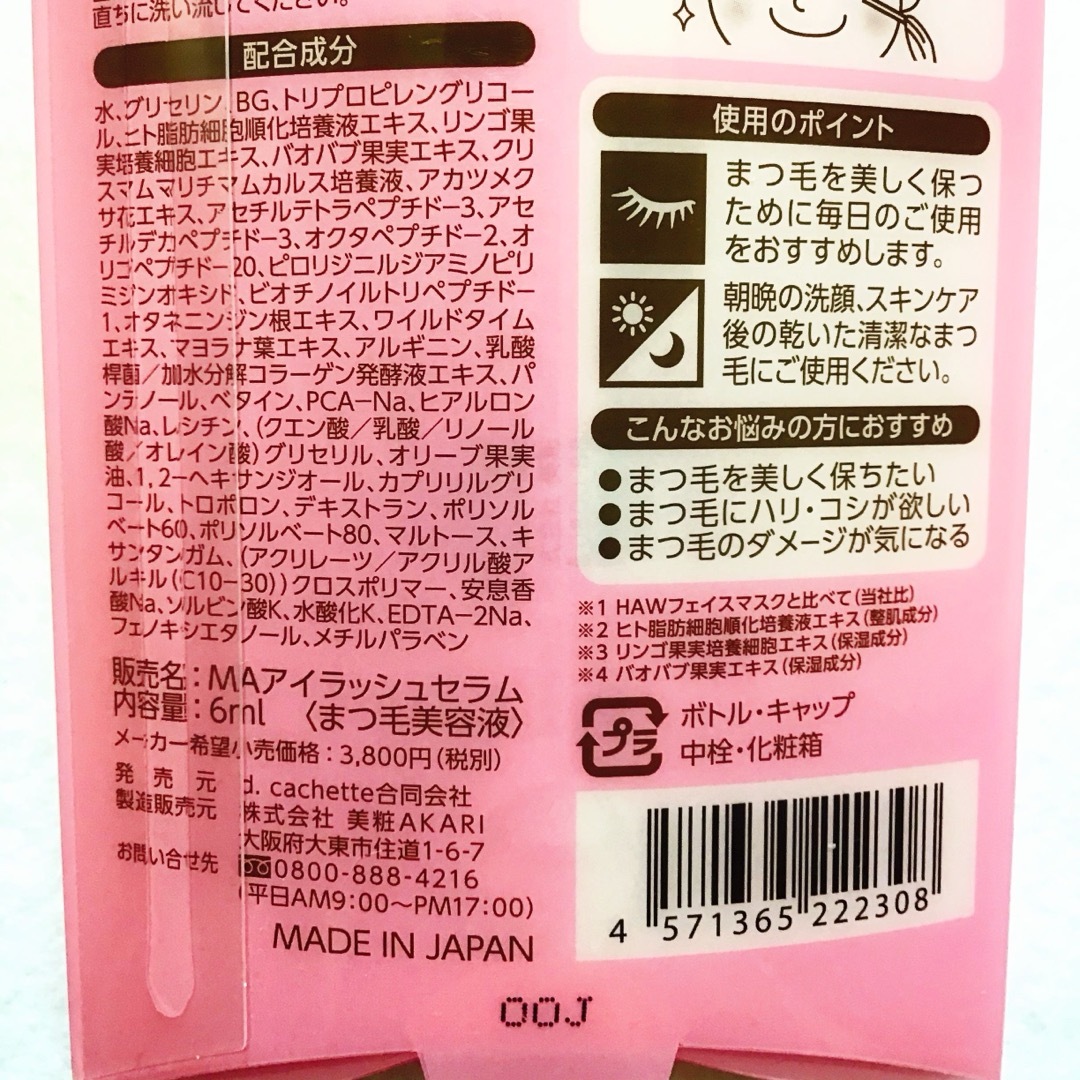 直ちに洗い流してください。
配合成分
水、グリセリン、BG、トリプロピレングリコー
ル、ヒト脂肪細胞順化培養液エキス、リンゴ果
実培養細胞エキス、バオバブ果実エキス、クリ
スマムマリチマムカルス培養液、アカツメク
サ花エキス、アセチルテトラペプチド-3、アセ
チルデカペプチド-3、オクタペプチド-2、オ
リゴペプチド-20、ピロリジニルジアミノピリ
ミジンオキシド、ビオチノイルトリペプチド-
1、オタネニンジン根エキス、ワイルドタイム
エキス、マヨラナ葉エキス、アルギニン、乳酸
桿菌/加水分解コラーゲン発酵液エキス、パ
ンテノール、ベタイン、PCA-Na、ヒアルロン
酸Na、レシチン、(クエン酸/乳酸/リノール
酸/オレイン酸)グリセリル、オリーブ果実
油、1,2-ヘキサンジオール、カプリリルグリ
コール、トロポロン、デキストラン、ポリソル
ベート60、ポリソルベート80、マルトース、キ
サンタンガム、(アクリレーツ/アクリル酸ア
ルキル(C10-30))クロスポリマー、安息香
酸Na、ソルビン酸K、水酸化K、EDTA-2Na、
フェノキシエタノール、メチルパラベン
販売名:MAアイラッシュセラム
内容量:6ml 〈まつ毛美容液〉
メーカー希望小売価格:3,800円(税別)
発売元 d. cachette合同会社
製造販売元 株式会社 美粧AKARI
大阪府大東市住道1-6-7
お問い合せ先 0800-888-4216
(平日AM9:00〜PM17:00)
MADE IN JAPAN
使用のポイント
まつ毛を美しく保つ
ために毎日のご使用
をおすすめします。
朝晩の洗顔、スキンケア
後の乾いた清潔なまつ
毛にご使用ください。
こんなお悩みの方におすすめ
●まつ毛を美しく保ちたい
●まつ毛にハリ・コシが欲しい
●まつ毛のダメージが気になる
※1 HAWフェイスマスクと比べて(当社比)
※2 ヒト脂肪細胞順化培養液エキス(整肌成分)
※3 リンゴ果実培養細胞エキス(保湿成分)
※4 バオバブ果実エキス(保湿成分)
プラ
ボトル・キャップ
中栓・化粧箱
4 571365 222308
OOJ